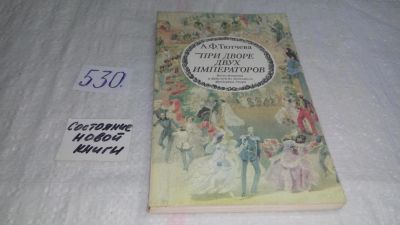 530.
СОСТОЯНИЕ
НОВОЙ
КНИГИ
А.Ф.Тютчева
ПРИ ДВОРЕ
ДВУХ
ИМПЕРАТОРОВ